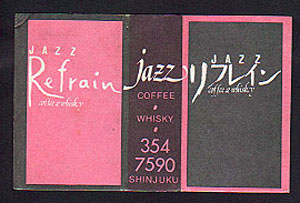 JAZZ
Refrain
coffee & whisky
jazz
COFFEE
WHISKY
354
7590
SHINJUKU
JAZZ
リフレイン
coffee & whisky